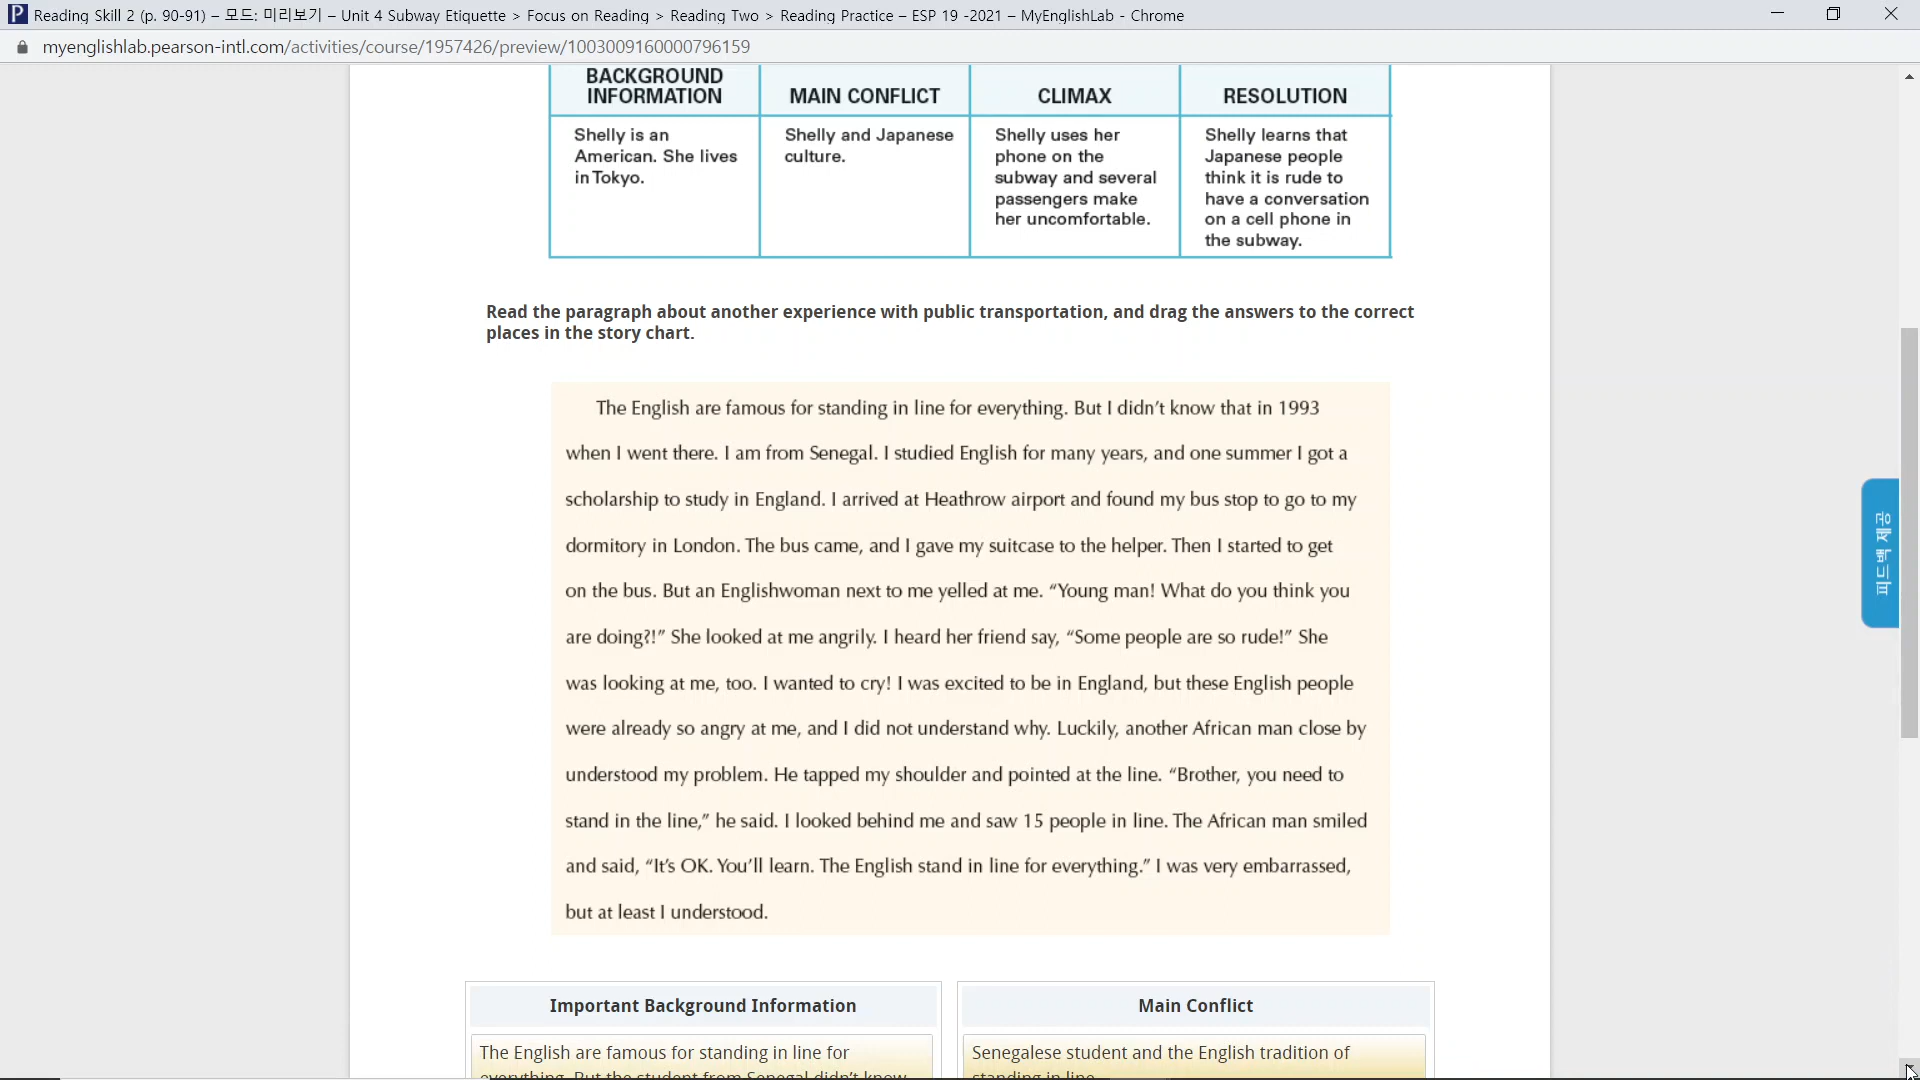 Reading Skill 2 (p. 90-91) – 모드: 미리보기 – Unit 4 Subway Etiquette > Focus on Reading > Reading Two > Reading Practice – ESP 19 -2021 – MyEnglishLab - Chrome
myenglishlab.pearson-intl.com/activities/course/1957426/preview/1003009160000796159
BACKGROUND
INFORMATION
MAIN CONFLICT
CLIMAX
RESOLUTION
Shelly is an
American. She lives
in Tokyo.
Shelly and Japanese
culture.
Shelly uses her
phone on the
subway and several
passengers make
her uncomfortable.
Shelly learns that
Japanese people
think it is rude to
have a conversation
on a cell phone in
the subway.
Read the paragraph about another experience with public transportation, and drag the answers to the correct
places in the story chart.
The English are famous for standing in line for everything. But I didn't know that in 1993
when I went there. I am from Senegal. I studied English for many years, and one summer I got a
scholarship to study in England. I arrived at Heathrow airport and found my bus stop to go to my
dormitory in London. The bus came, and I gave my suitcase to the helper. Then I started to get
on the bus. But an Englishwoman next to me yelled at me. “Young man! What do you think you
are doing?!” She looked at me angrily. I heard her friend say, “Some people are so rude!” She
was looking at me, too. I wanted to cry! I was excited to be in England, but these English people
were already so angry at me, and I did not understand why. Luckily, another African man close by
understood my problem. He tapped my shoulder and pointed at the line. “Brother, you need to
stand in the line,” he said. I looked behind me and saw 15 people in line. The African man smiled
and said, “It’s OK. You’ll learn. The English stand in line for everything.” I was very embarrassed,
but at least I understood.
피드백 제공
Important Background Information
Main Conflict
The English are famous for standing in line for
everything. But the student from Senegal didn't know
Senegalese student and the English tradition of
standing in line